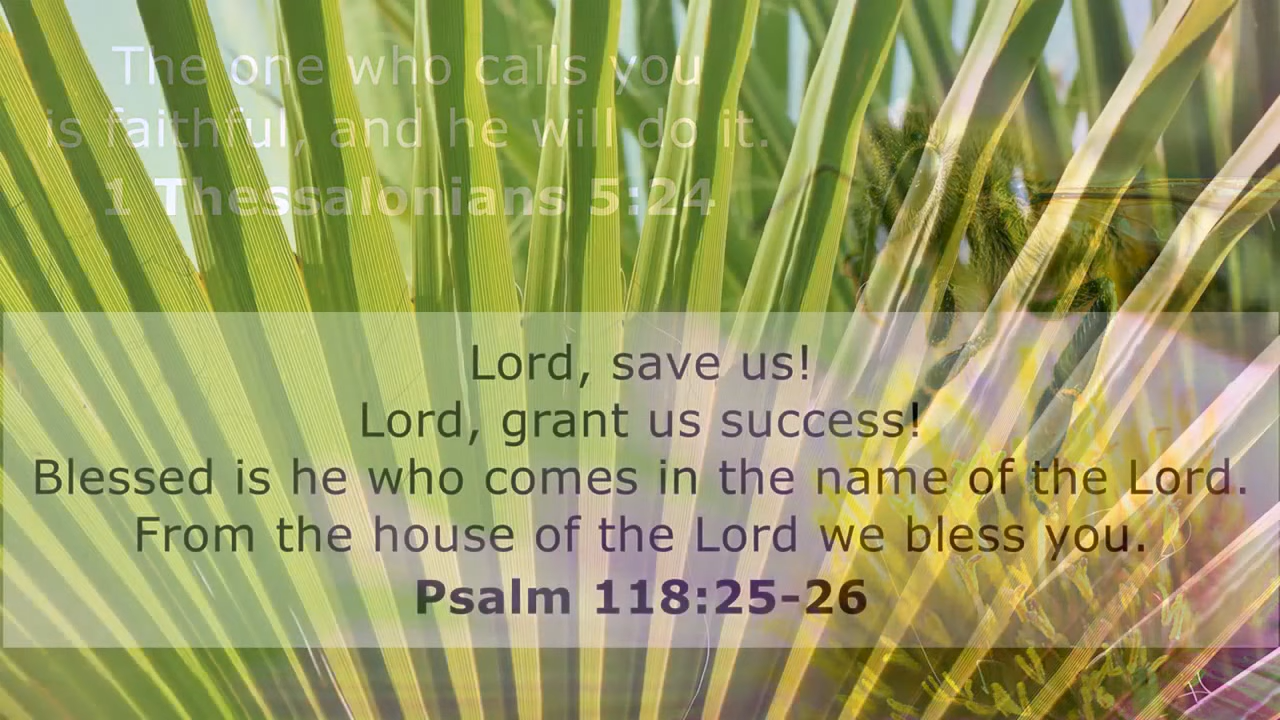 The one who calls you
is faithful, and he will do it.
1 Thessalonians 5:24
Lord, save us!
Lord, grant us success!
Blessed is he who comes in the name of the Lord.
From the house of the Lord we bless you.
Psalm 118:25-26